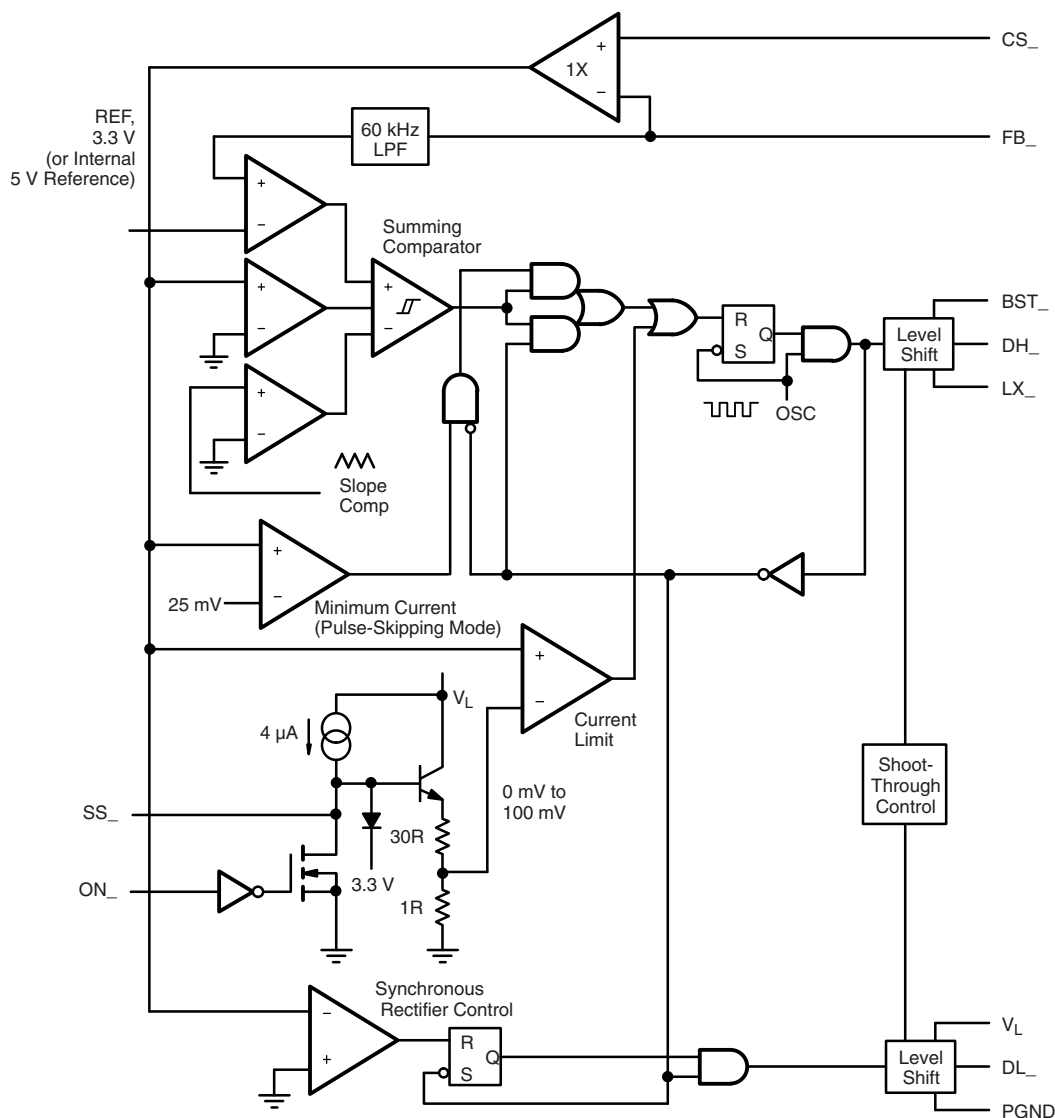 CS_
+
1X
−
REF,
3.3 V
(or Internal
5 V Reference)
60 kHz
LPF
FB_
+
−
Summing
Comparator
+
−
+
−
+
−
R
Q
S
OSC
BST_
Level
Shift
DH_
LX_
Slope
Comp
+
−
25 mV
Minimum Current
(Pulse-Skipping Mode)
+
−
Current
Limit
VL
4 µA
0 mV to
100 mV
Shoot-
Through
Control
SS_
30R
3.3 V
ON_
1R
Synchronous
Rectifier Control
−
+
R
Q
S
VL
Level
Shift
DL_
PGND